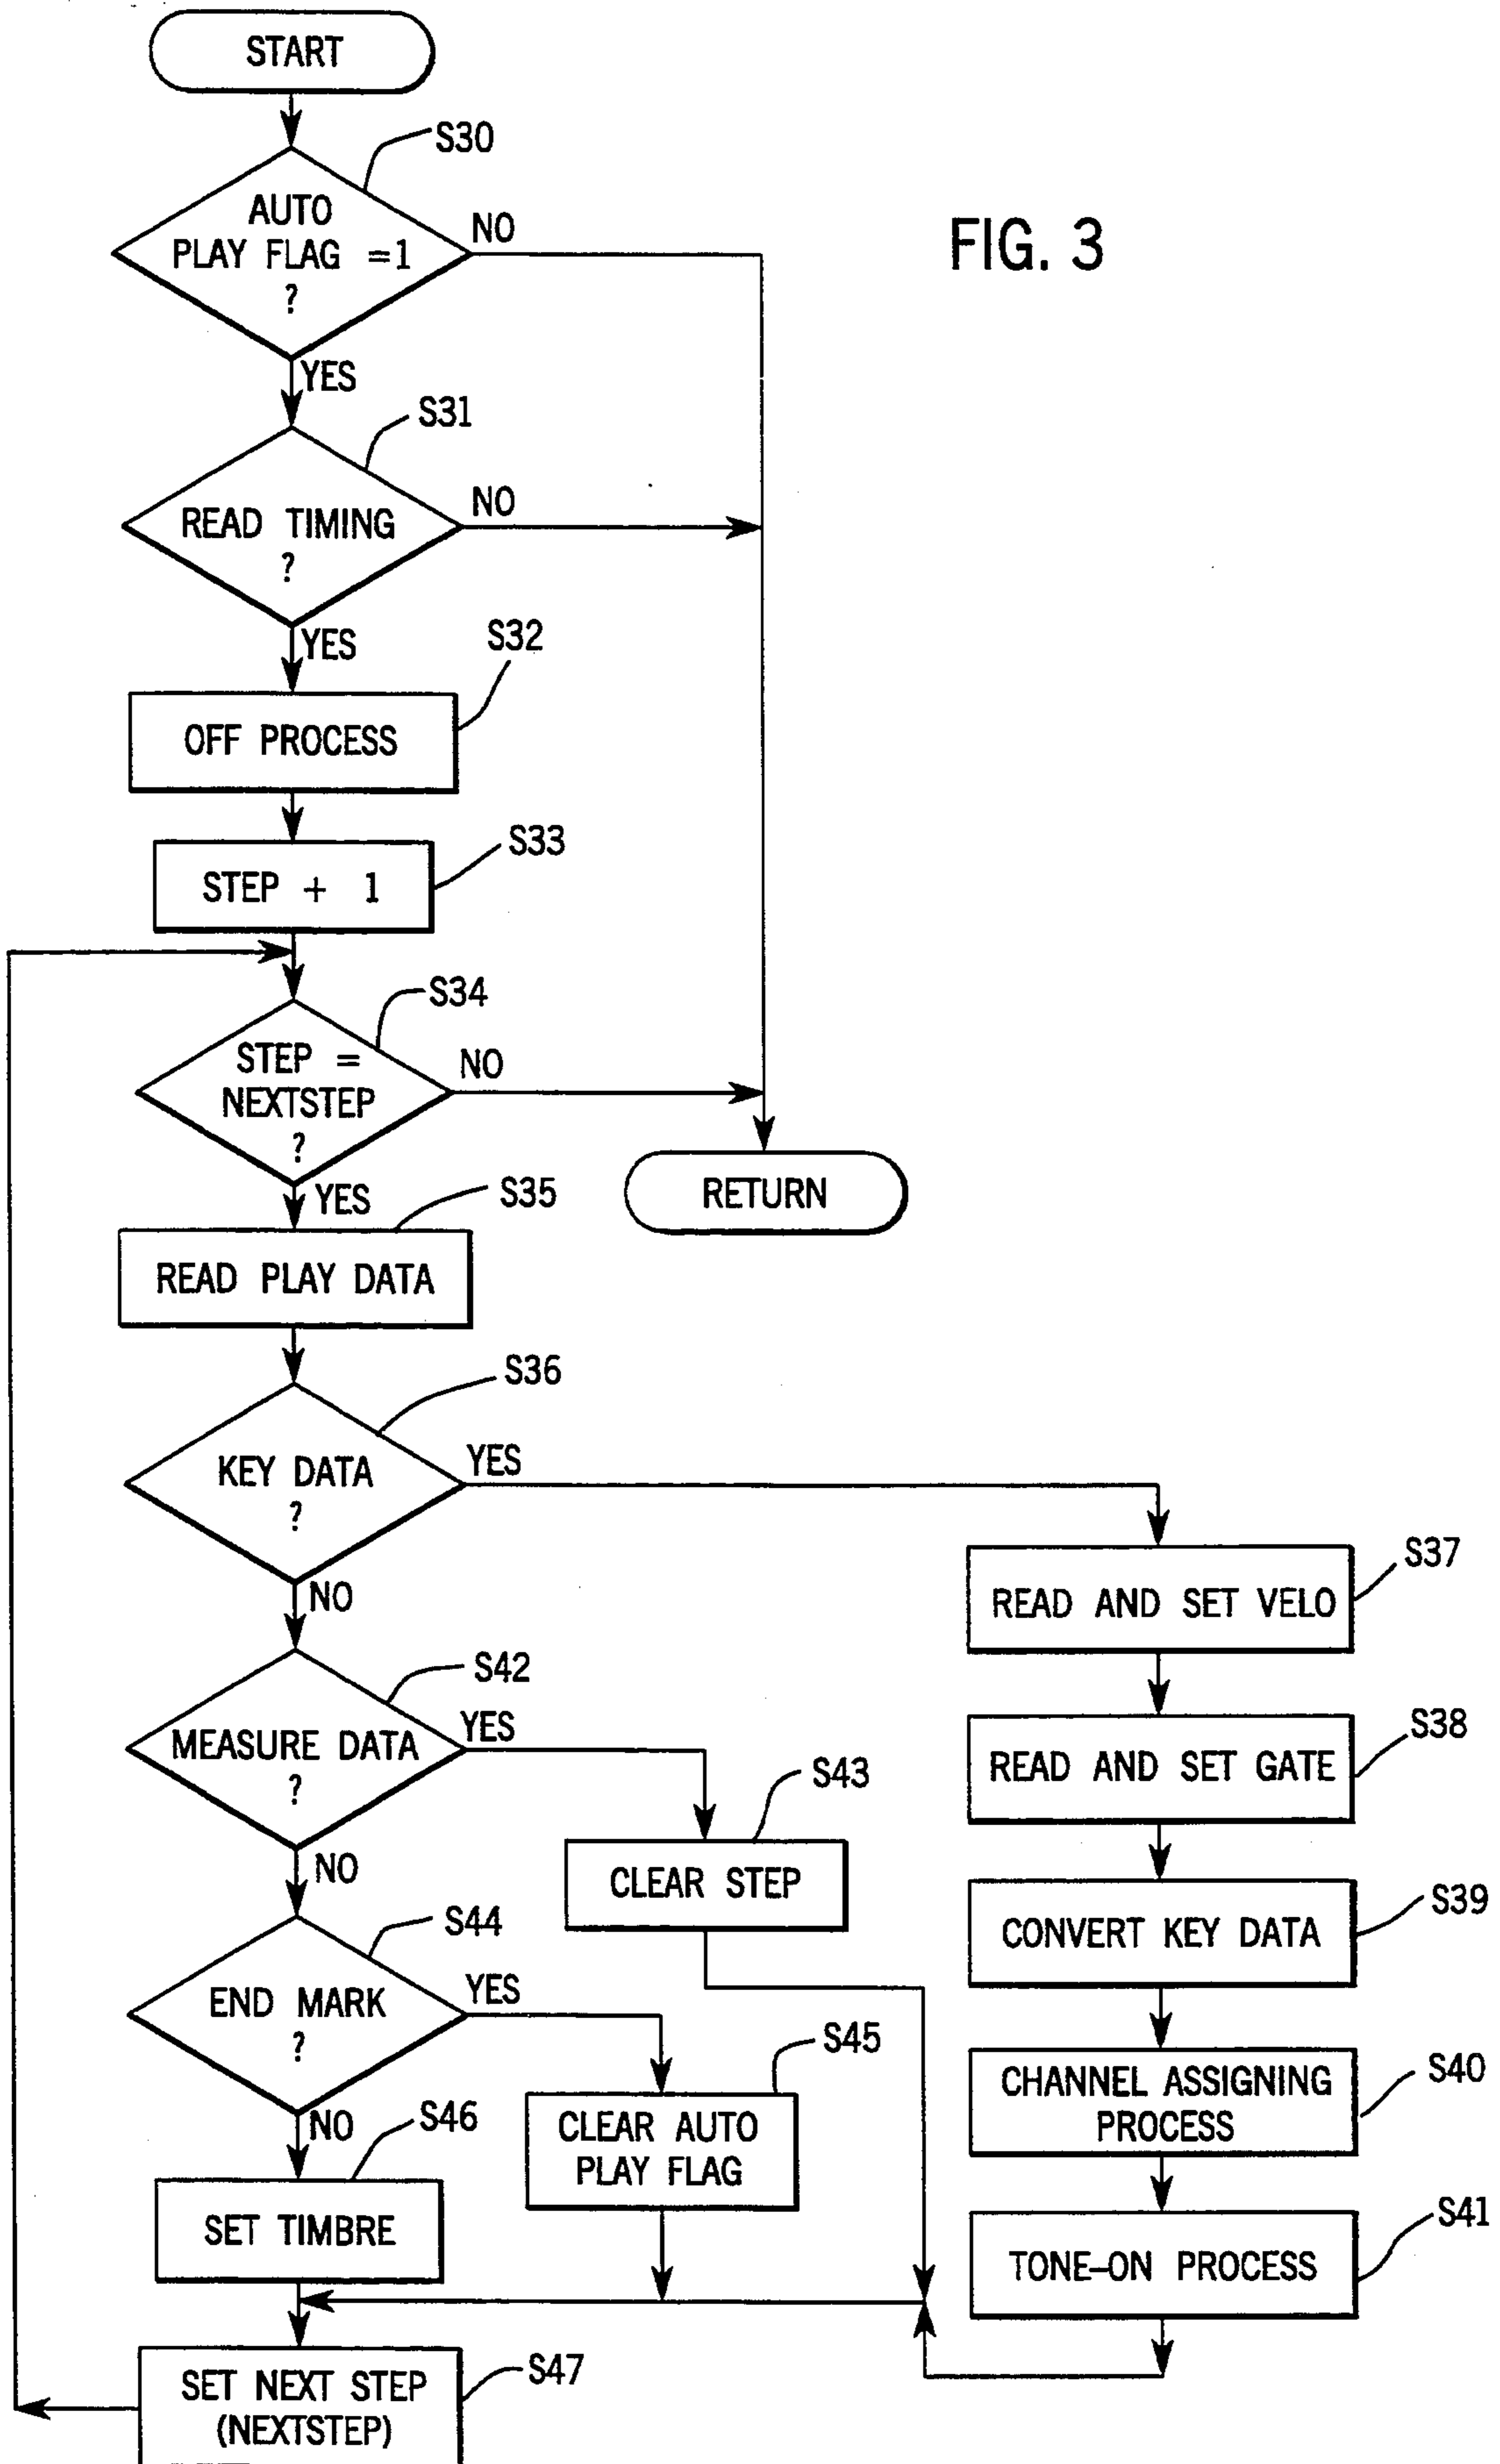 START
S30
AUTO
PLAY FLAG =1
?
NO
FIG. 3
YES
S31
READ TIMING
?
NO
YES
S32
OFF PROCESS
S33
STEP + 1
S34
STEP =
NEXTSTEP
?
NO
YES
RETURN
S35
READ PLAY DATA
S36
KEY DATA
?
YES
NO
S37
READ AND SET VELO
S42
MEASURE DATA
?
YES
NO
S38
READ AND SET GATE
S43
CLEAR STEP
S39
CONVERT KEY DATA
S44
END MARK
?
YES
NO
S45
CLEAR AUTO
PLAY FLAG
S40
CHANNEL ASSIGNING
PROCESS
S46
SET TIMBRE
S41
TONE-ON PROCESS
S47
SET NEXT STEP
(NEXTSTEP)